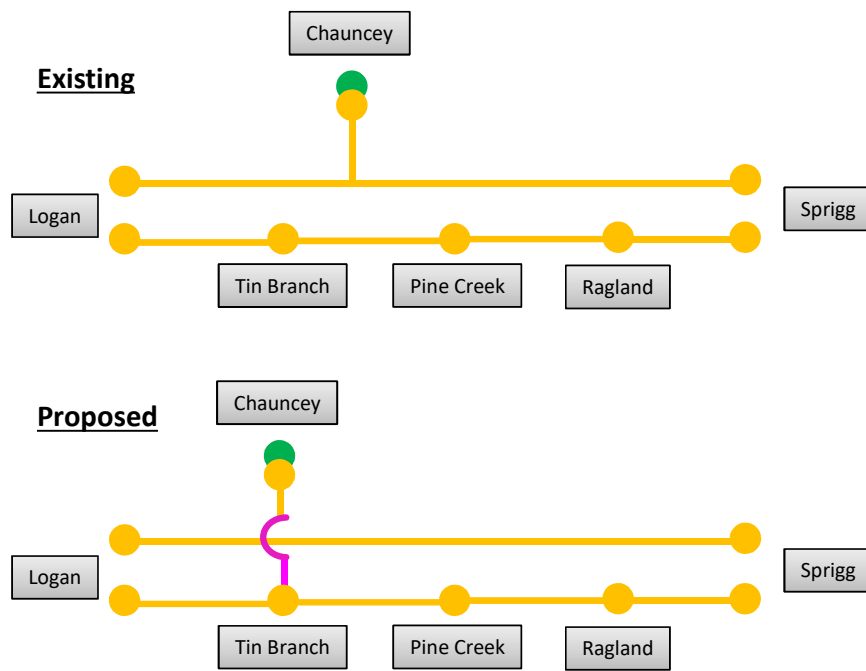 Chauncey
Existing
Logan
Sprigg
Tin Branch
Pine Creek
Ragland
Chauncey
Proposed
Logan
Sprigg
Tin Branch
Pine Creek
Ragland